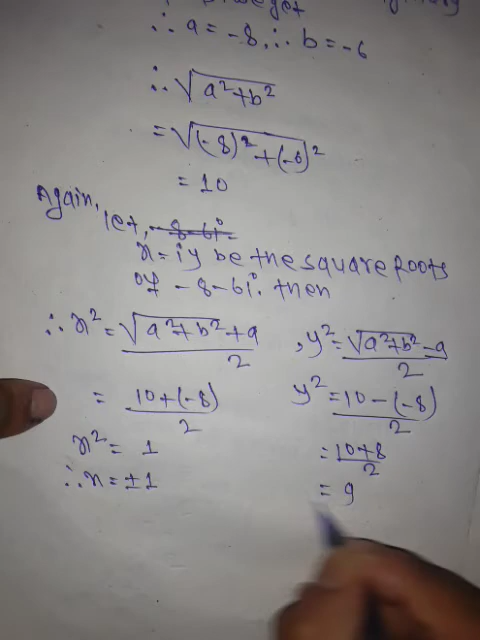 ∴ a = -8 ∴ b = -6
∴ √(a²+b²)
= √((-8)²+(-6)²)
= 10
Again,
let, -8-6i =
x = iy be the square Roots
of -8-6i. then
∴ x² = (√(a²+b²)+a)/2 , y² = (√(a²+b²)-a)/2
= (10+(-8))/2 y² = (10-(-8))/2
x² = 1 = (10+8)/2
∴ x = ±1 = 9